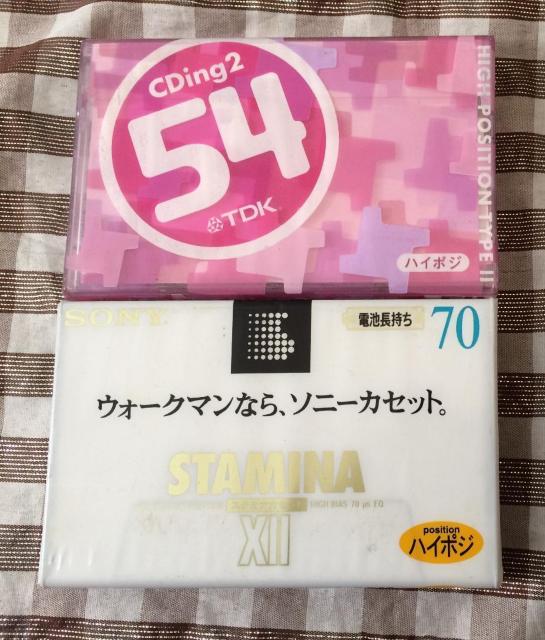 CDing2
54
TDK
HIGH POSITION TYPE II
ハイポジ
SONY
電池長持ち
70
ウォークマンなら、ソニーカセット。
STAMINA
HIGH BIAS 70 µs EQ
XII
position
ハイポジ